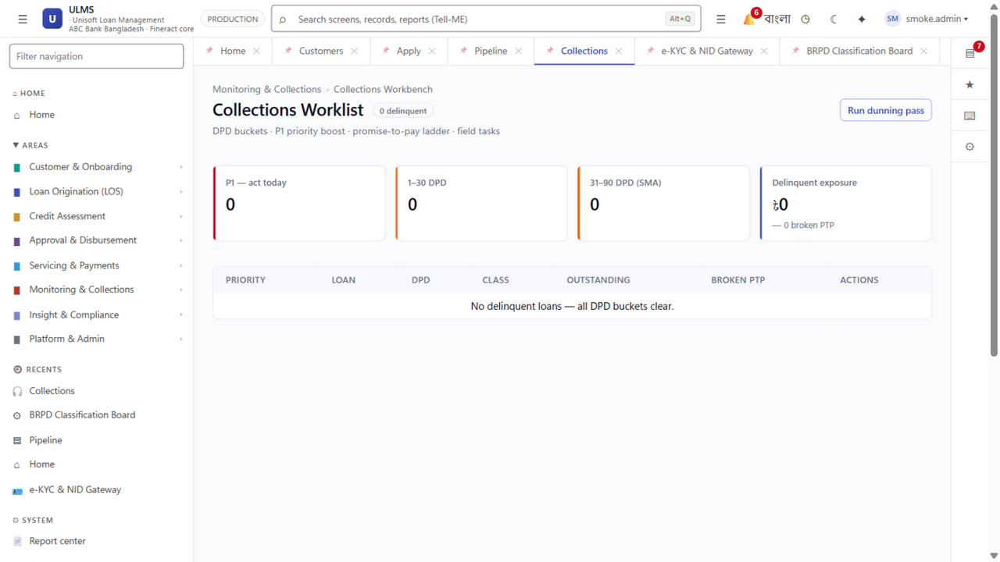 ULMS
· Unisoft Loan Management
ABC Bank Bangladesh · Fineract core
PRODUCTION
Search screens, records, reports (Tell-ME)
Alt+Q
6
বাংলা
SM
smoke.admin
Filter navigation
HOME
Home
AREAS
Customer & Onboarding
Loan Origination (LOS)
Credit Assessment
Approval & Disbursement
Servicing & Payments
Monitoring & Collections
Insight & Compliance
Platform & Admin
RECENTS
Collections
BRPD Classification Board
Pipeline
Home
e-KYC & NID Gateway
SYSTEM
Report center
Home
Customers
Apply
Pipeline
Collections
e-KYC & NID Gateway
BRPD Classification Board
7
Monitoring & Collections › Collections Workbench
Collections Worklist
0 delinquent
Run dunning pass
DPD buckets · P1 priority boost · promise-to-pay ladder · field tasks
P1 — act today
0
1–30 DPD
0
31–90 DPD (SMA)
0
Delinquent exposure
৳0
— 0 broken PTP
PRIORITY LOAN DPD CLASS OUTSTANDING BROKEN PTP ACTIONS
No delinquent loans — all DPD buckets clear.